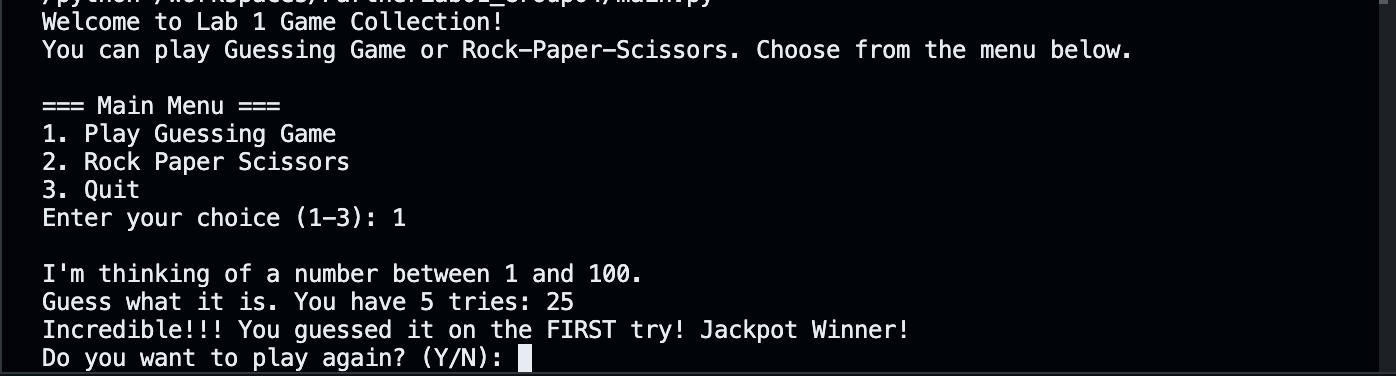 Welcome to Lab 1 Game Collection!
You can play Guessing Game or Rock-Paper-Scissors. Choose from the menu below.
=== Main Menu ===
1. Play Guessing Game
2. Rock Paper Scissors
3. Quit
Enter your choice (1-3): 1
I'm thinking of a number between 1 and 100.
Guess what it is. You have 5 tries: 25
Incredible!!! You guessed it on the FIRST try! Jackpot Winner!
Do you want to play again? (Y/N):